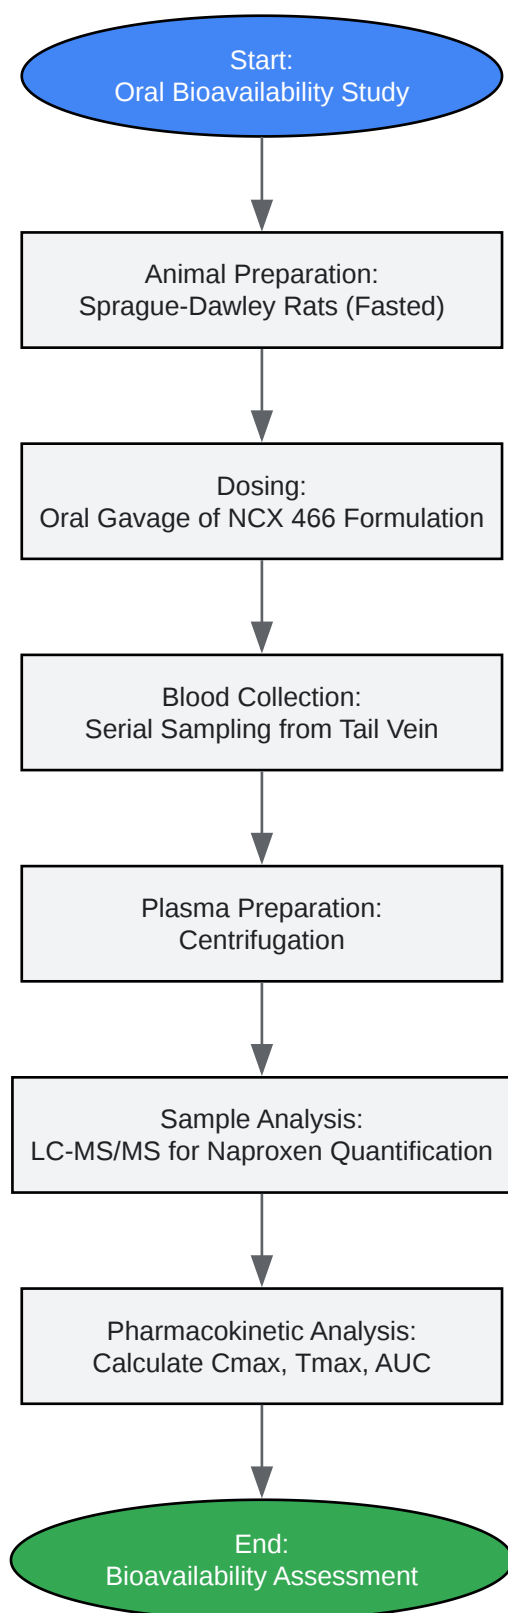 Start:
Oral Bioavailability Study
Animal Preparation:
Sprague-Dawley Rats (Fasted)
Dosing:
Oral Gavage of NCX 466 Formulation
Blood Collection:
Serial Sampling from Tail Vein
Plasma Preparation:
Centrifugation
Sample Analysis:
LC-MS/MS for Naproxen Quantification
Pharmacokinetic Analysis:
Calculate Cmax, Tmax, AUC
End:
Bioavailability Assessment